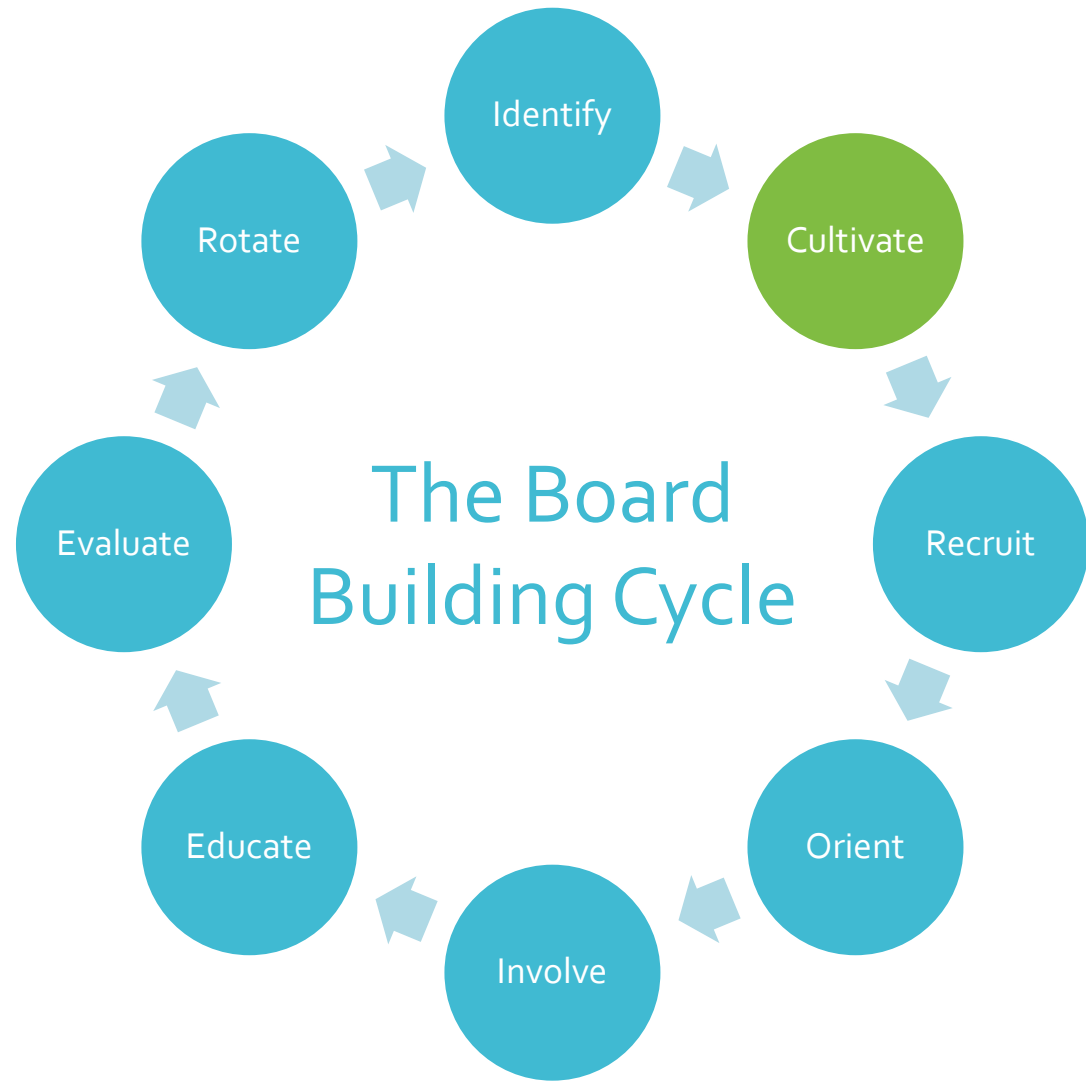 Identify
Cultivate
Recruit
Orient
Involve
Educate
Evaluate
Rotate
The Board
Building Cycle